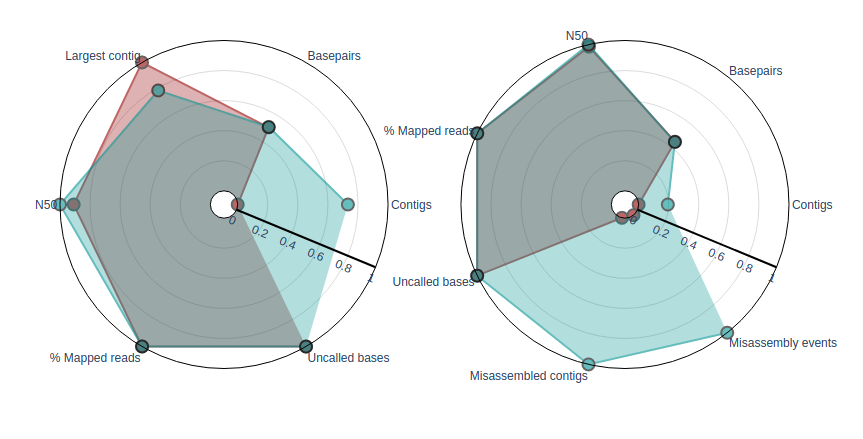 Largest contig
Basepairs
N50
Contigs
0
0.2
0.4
0.6
0.8
1
% Mapped reads
Uncalled bases
N50
Basepairs
% Mapped reads
Contigs
0
0.2
0.4
0.6
0.8
1
Uncalled bases
Misassembly events
Misassembled contigs